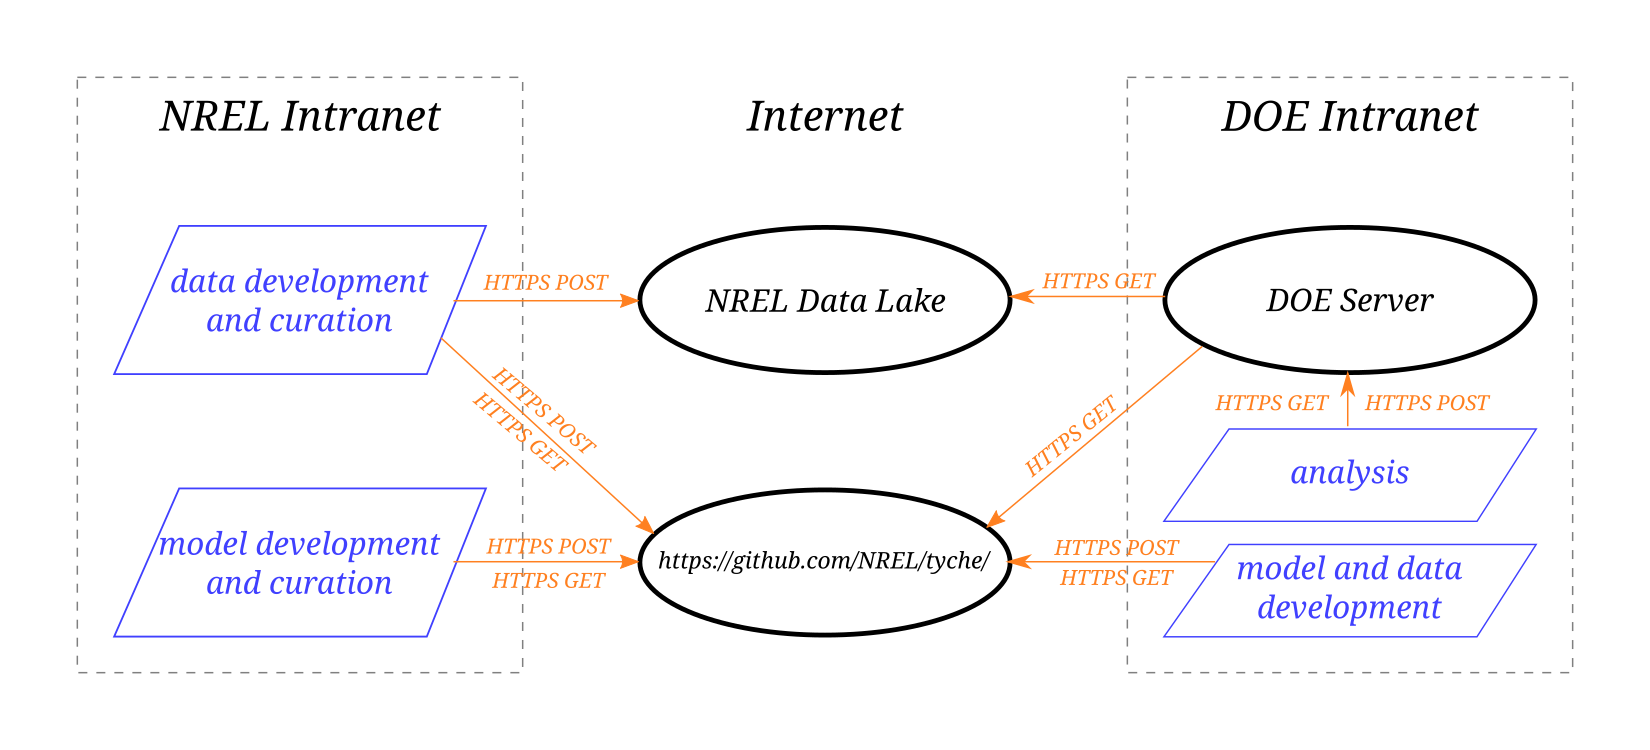 NREL Intranet
Internet
DOE Intranet
data development
and curation
HTTPS POST
NREL Data Lake
HTTPS GET
DOE Server
HTTPS POST
HTTPS GET
HTTPS GET
HTTPS GET
HTTPS POST
analysis
model development
and curation
HTTPS POST
HTTPS GET
https://github.com/NREL/tyche/
HTTPS POST
HTTPS GET
model and data
development